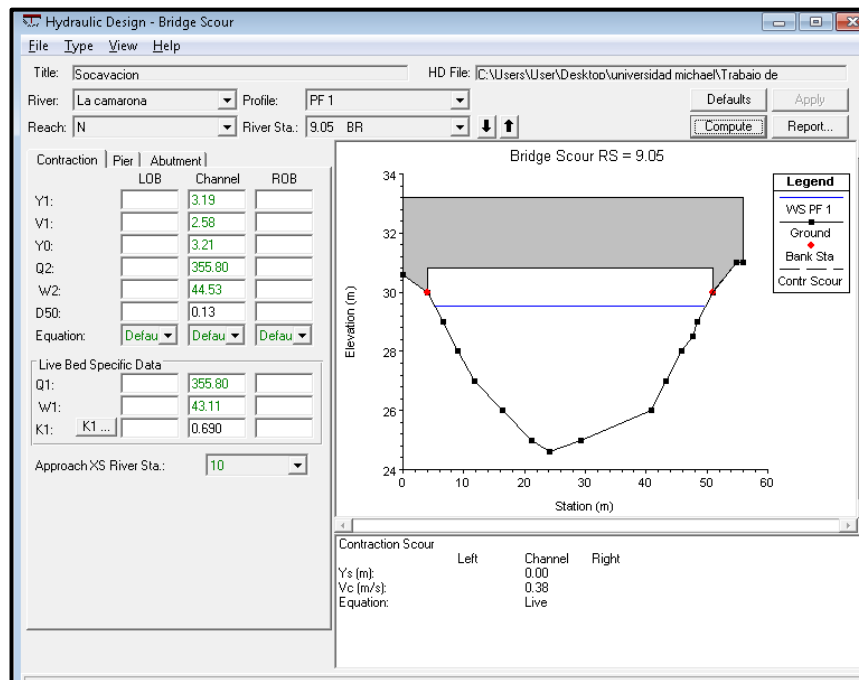 Hydraulic Design - Bridge Scour
File Type View Help
Title: Socavacion HD File: C:\Users\User\Desktop\universidad michael\Trabajo de
River: La camarona Profile: PF 1 Defaults Apply
Reach: N River Sta.: 9.05 BR Compute Report...
Contraction Pier Abutment
LOB Channel ROB
Y1: 3.19
V1: 2.58
Y0: 3.21
Q2: 355.80
W2: 44.53
D50: 0.13
Equation: Defau Defau Defau
Live Bed Specific Data
Q1: 355.80
W1: 43.11
K1: K1 ... 0.690
Approach XS River Sta.: 10
Bridge Scour RS = 9.05
Elevation (m)
34
32
30
28
26
24
0 10 20 30 40 50 60
Station (m)
Legend
WS PF 1
Ground
Bank Sta
Contr Scour
Contraction Scour
Left Channel Right
Ys (m): 0.00
Vc (m/s): 0.38
Equation: Live